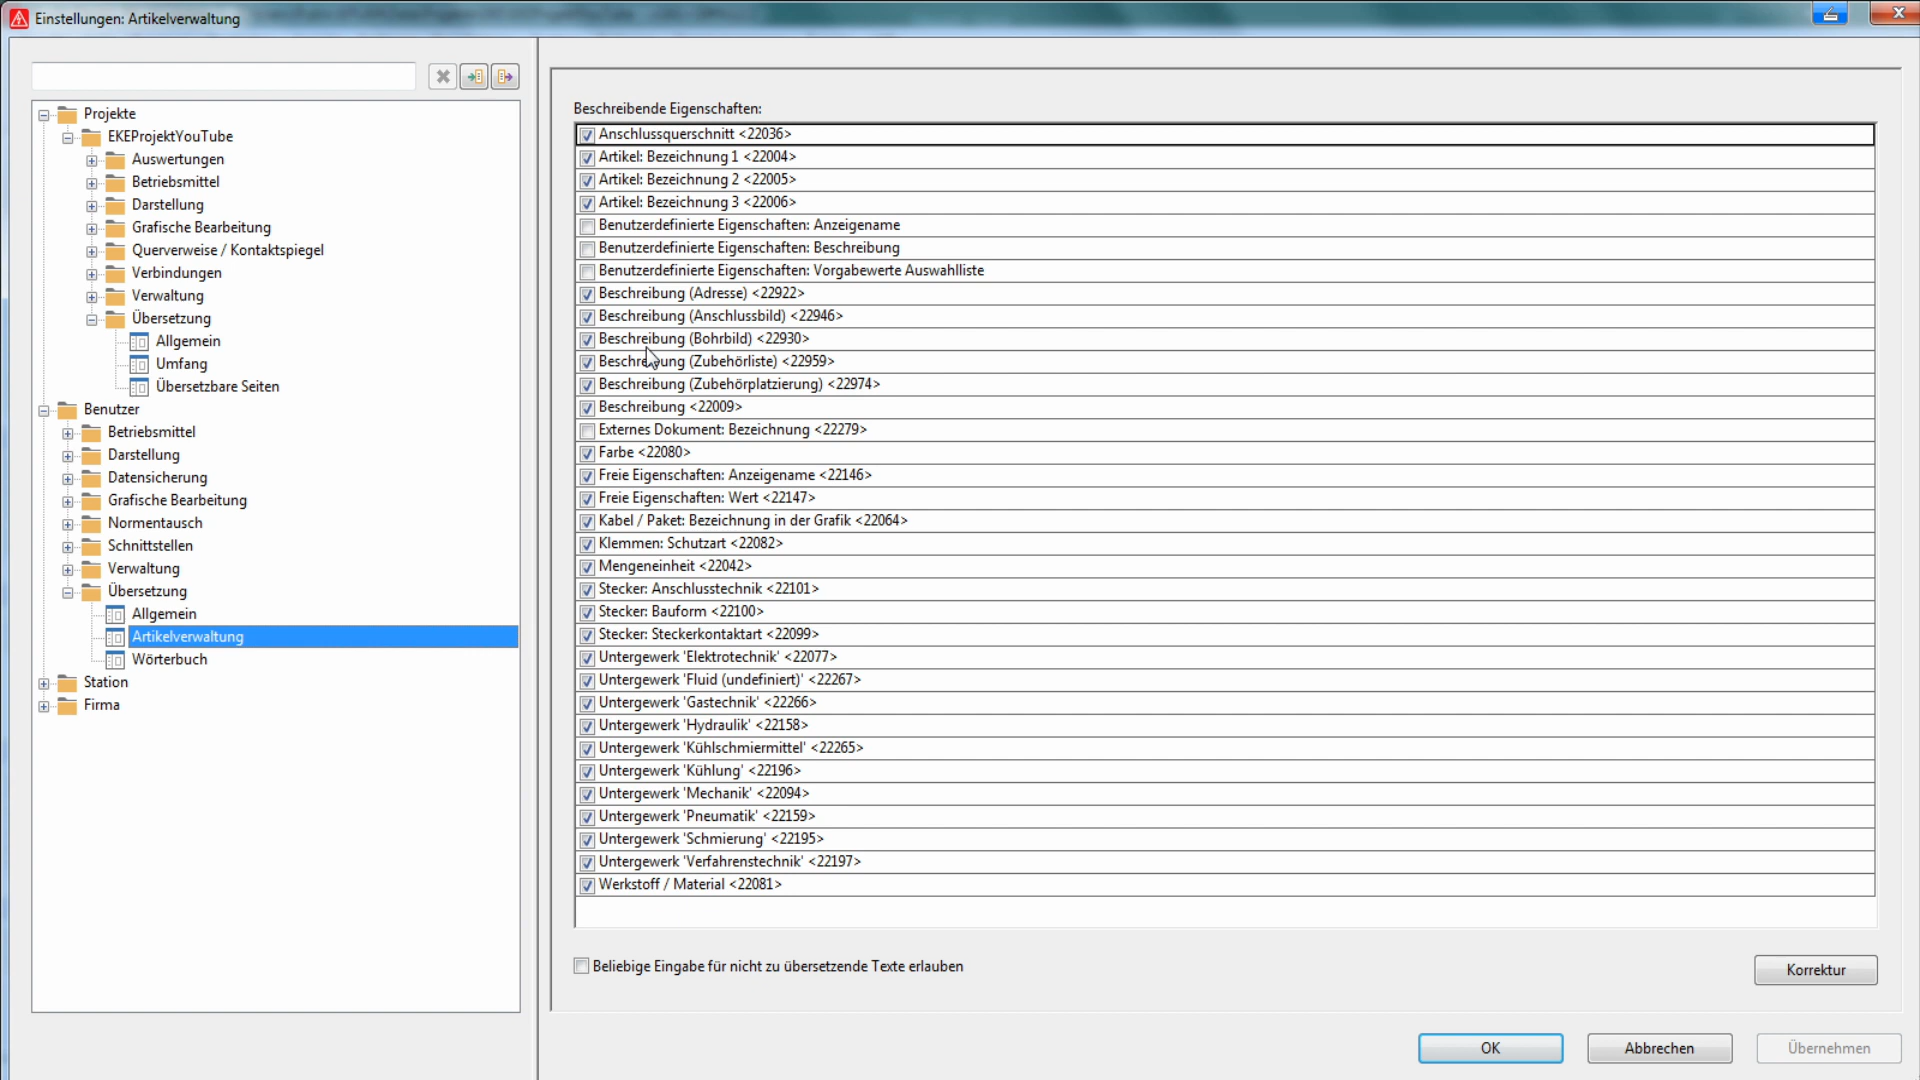 Einstellungen: Artikelverwaltung
Projekte
EKEProjektYouTube
Auswertungen
Betriebsmittel
Darstellung
Grafische Bearbeitung
Querverweise / Kontaktspiegel
Verbindungen
Verwaltung
Übersetzung
Allgemein
Umfang
Übersetzbare Seiten
Benutzer
Betriebsmittel
Darstellung
Datensicherung
Grafische Bearbeitung
Normentausch
Schnittstellen
Verwaltung
Übersetzung
Allgemein
Artikelverwaltung
Wörterbuch
Station
Firma
Beschreibende Eigenschaften:
Anschlussquerschnitt <22036>
Artikel: Bezeichnung 1 <22004>
Artikel: Bezeichnung 2 <22005>
Artikel: Bezeichnung 3 <22006>
Benutzerdefinierte Eigenschaften: Anzeigename
Benutzerdefinierte Eigenschaften: Beschreibung
Benutzerdefinierte Eigenschaften: Vorgabewerte Auswahlliste
Beschreibung (Adresse) <22922>
Beschreibung (Anschlussbild) <22946>
Beschreibung (Bohrbild) <22930>
Beschreibung (Zubehörliste) <22959>
Beschreibung (Zubehörplatzierung) <22974>
Beschreibung <22009>
Externes Dokument: Bezeichnung <22279>
Farbe <22080>
Freie Eigenschaften: Anzeigename <22146>
Freie Eigenschaften: Wert <22147>
Kabel / Paket: Bezeichnung in der Grafik <22064>
Klemmen: Schutzart <22082>
Mengeneinheit <22042>
Stecker: Anschlusstechnik <22101>
Stecker: Bauform <22100>
Stecker: Steckerkontaktart <22099>
Untergewerk 'Elektrotechnik' <22077>
Untergewerk 'Fluid (undefiniert)' <22267>
Untergewerk 'Gastechnik' <22266>
Untergewerk 'Hydraulik' <22158>
Untergewerk 'Kühlschmiermittel' <22265>
Untergewerk 'Kühlung' <22196>
Untergewerk 'Mechanik' <22094>
Untergewerk 'Pneumatik' <22159>
Untergewerk 'Schmierung' <22195>
Untergewerk 'Verfahrenstechnik' <22197>
Werkstoff / Material <22081>
Beliebige Eingabe für nicht zu übersetzende Texte erlauben
Korrektur
OK
Abbrechen
Übernehmen